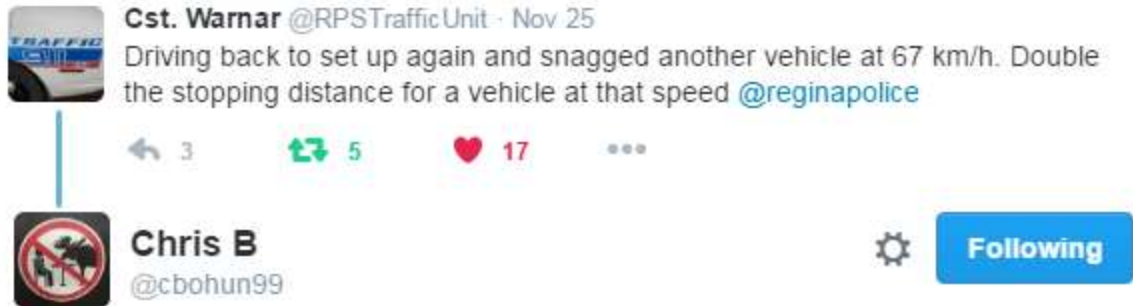 Cst. Warnar @RPSTrafficUnit · Nov 25
Driving back to set up again and snagged another vehicle at 67 km/h. Double
the stopping distance for a vehicle at that speed @reginapolice
3 5 17
Chris B
Following
@cbohun99
TRAFFIC